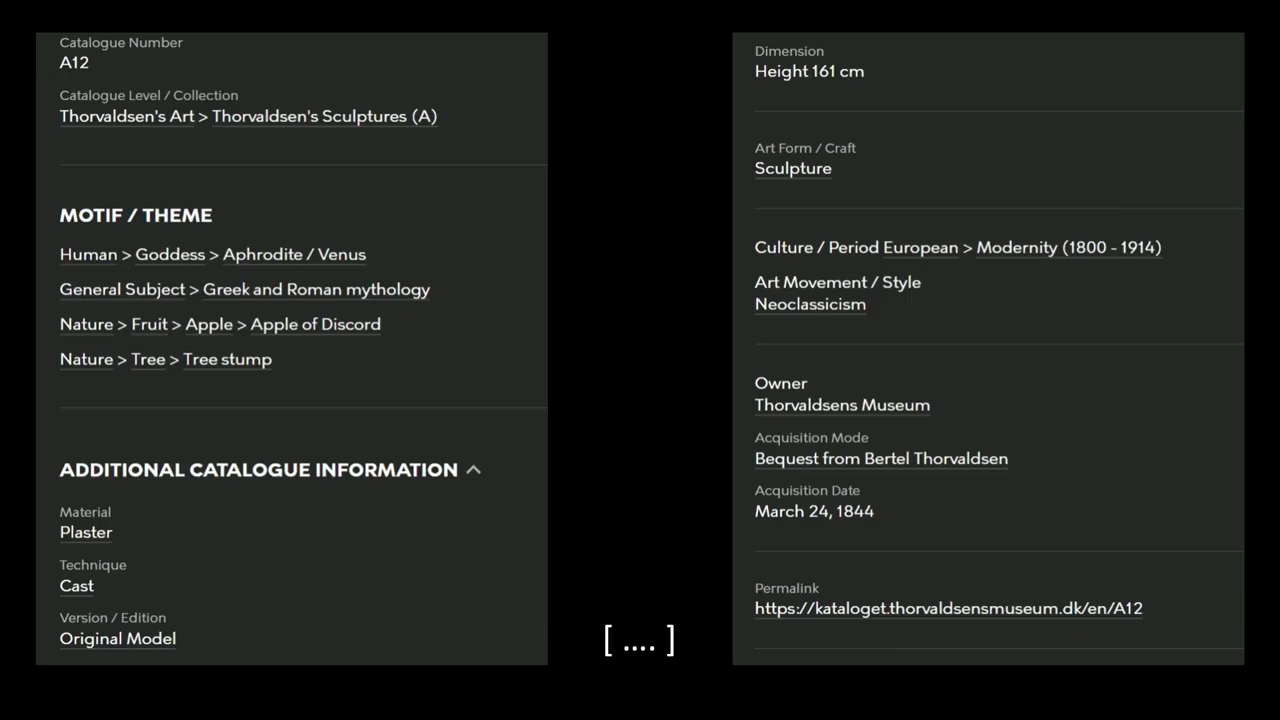 Catalogue Number
A12
Catalogue Level / Collection
Thorvaldsen's Art > Thorvaldsen's Sculptures (A)
MOTIF / THEME
Human > Goddess > Aphrodite / Venus
General Subject > Greek and Roman mythology
Nature > Fruit > Apple > Apple of Discord
Nature > Tree > Tree stump
ADDITIONAL CATALOGUE INFORMATION
Material
Plaster
Technique
Cast
Version / Edition
Original Model
[ .... ]
Dimension
Height 161 cm
Art Form / Craft
Sculpture
Culture / Period European > Modernity (1800 - 1914)
Art Movement / Style
Neoclassicism
Owner
Thorvaldsens Museum
Acquisition Mode
Bequest from Bertel Thorvaldsen
Acquisition Date
March 24, 1844
Permalink
https://kataloget.thorvaldsensmuseum.dk/en/A12